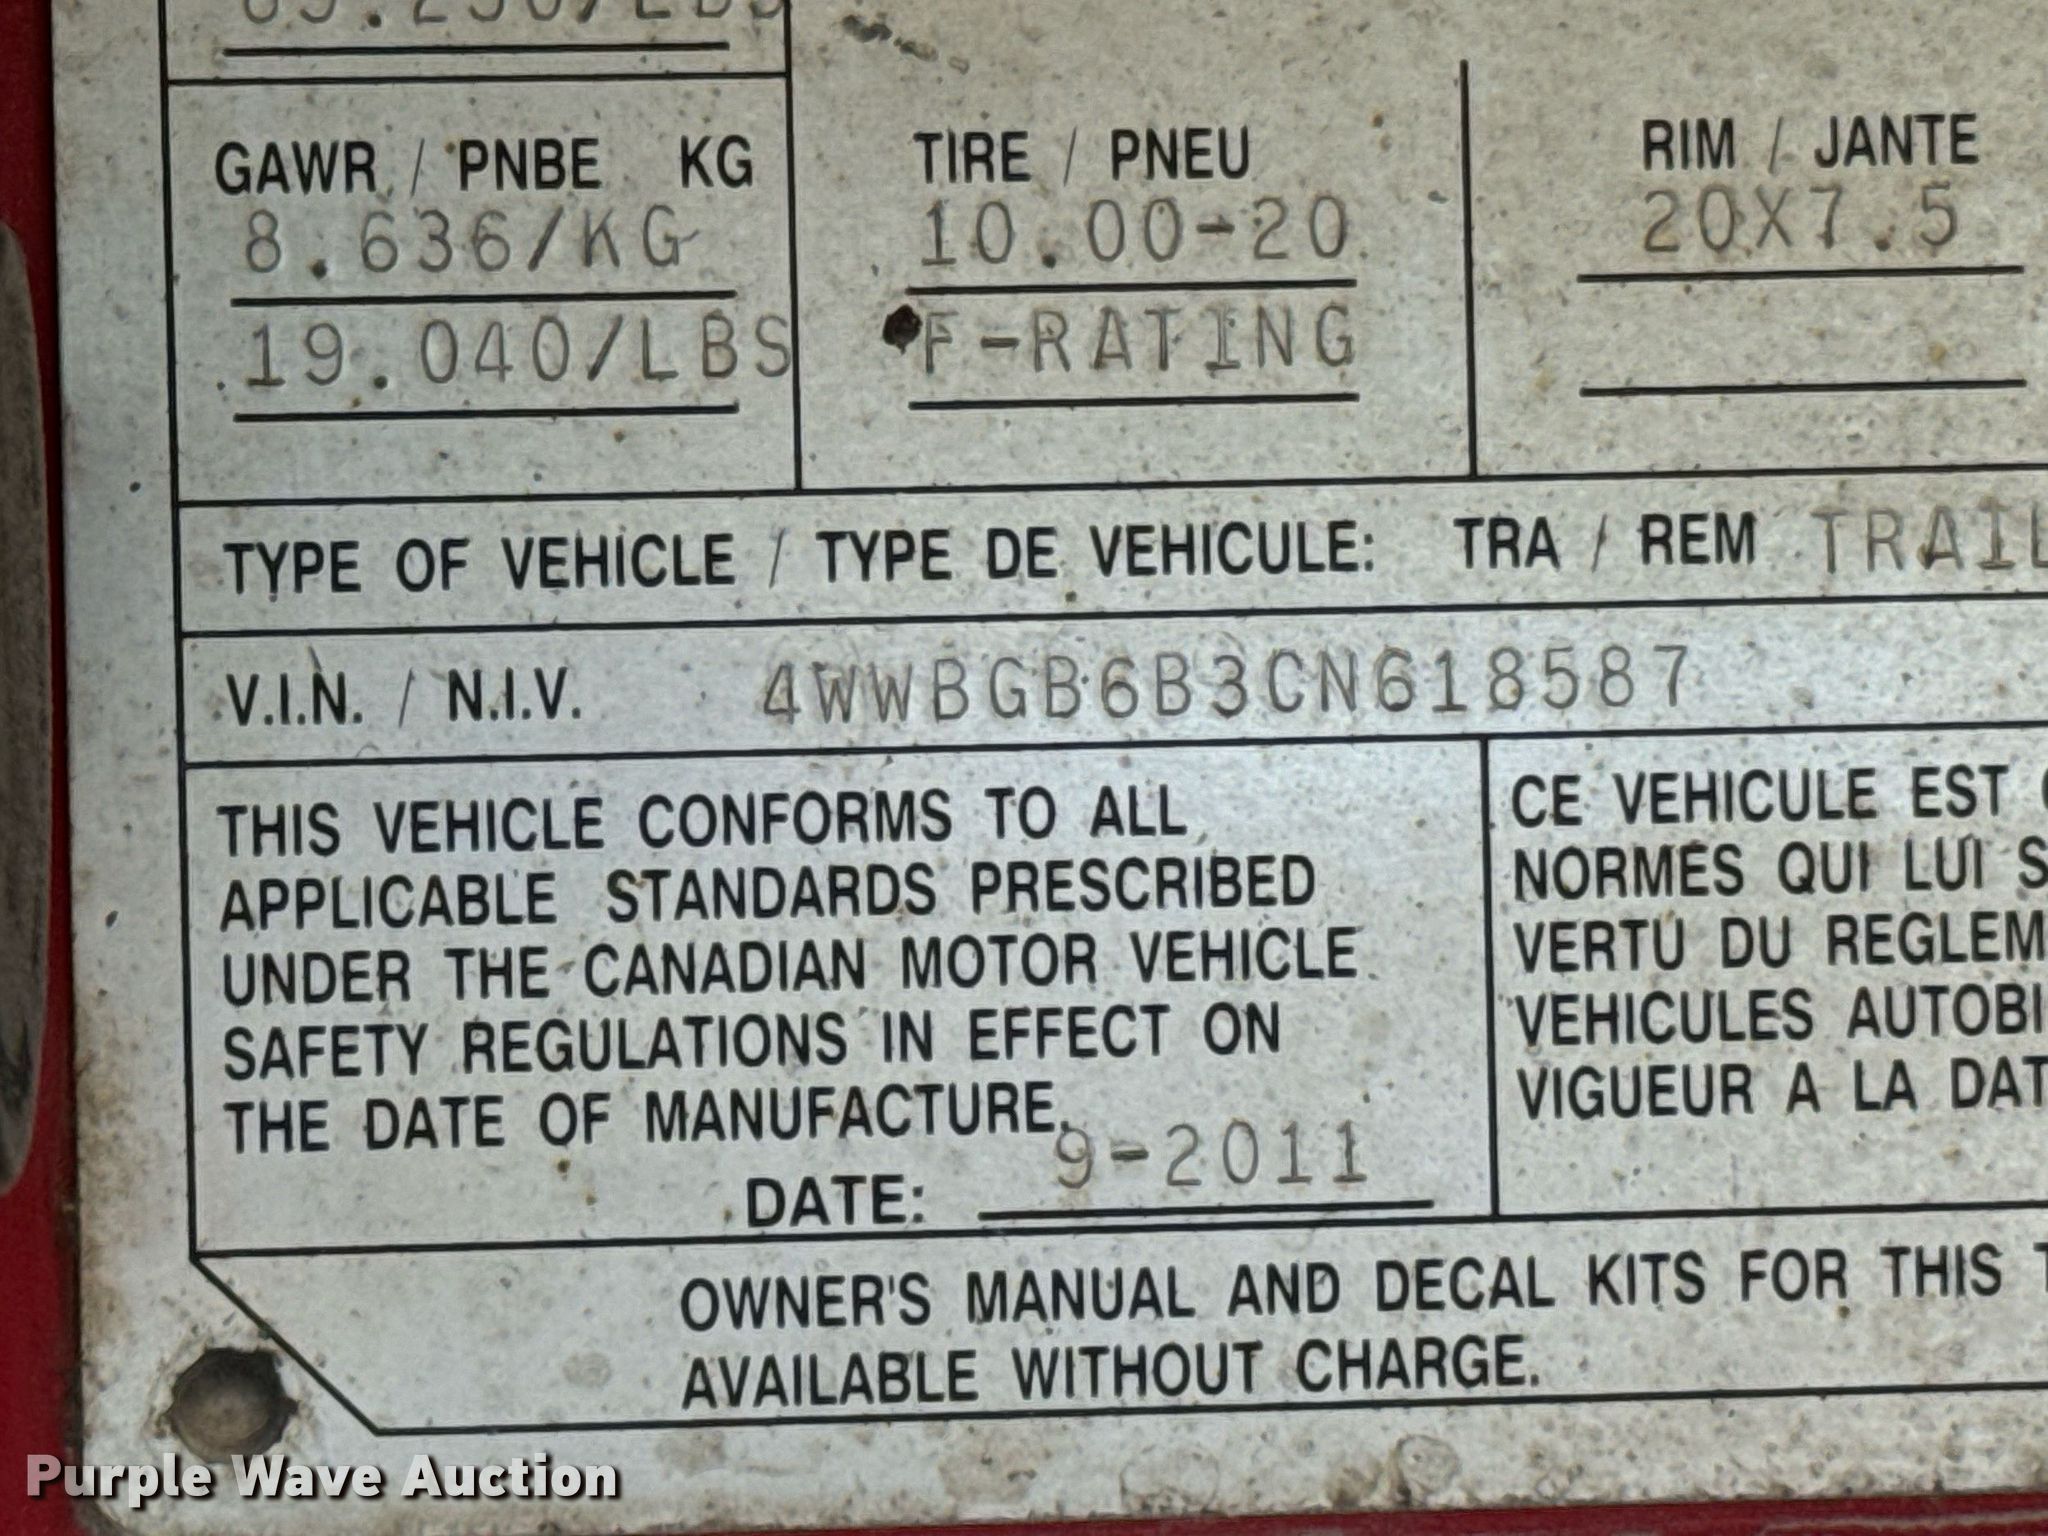 GAWR / PNBE KG
8.636/KG
19.040/LBS
TIRE / PNEU
10.00-20
F-RATING
RIM / JANTE
20X7.5
TYPE OF VEHICLE / TYPE DE VEHICULE: TRA / REM TRAIL
V.I.N. / N.I.V. 4WWBGB6B3CN618587
THIS VEHICLE CONFORMS TO ALL
APPLICABLE STANDARDS PRESCRIBED
UNDER THE CANADIAN MOTOR VEHICLE
SAFETY REGULATIONS IN EFFECT ON
THE DATE OF MANUFACTURE.
DATE: 9-2011
CE VEHICULE EST
NORMES QUI LUI S
VERTU DU REGLEM
VEHICULES AUTOBI
VIGUEUR A LA DAT
OWNER'S MANUAL AND DECAL KITS FOR THIS T
AVAILABLE WITHOUT CHARGE.
Purple Wave Auction